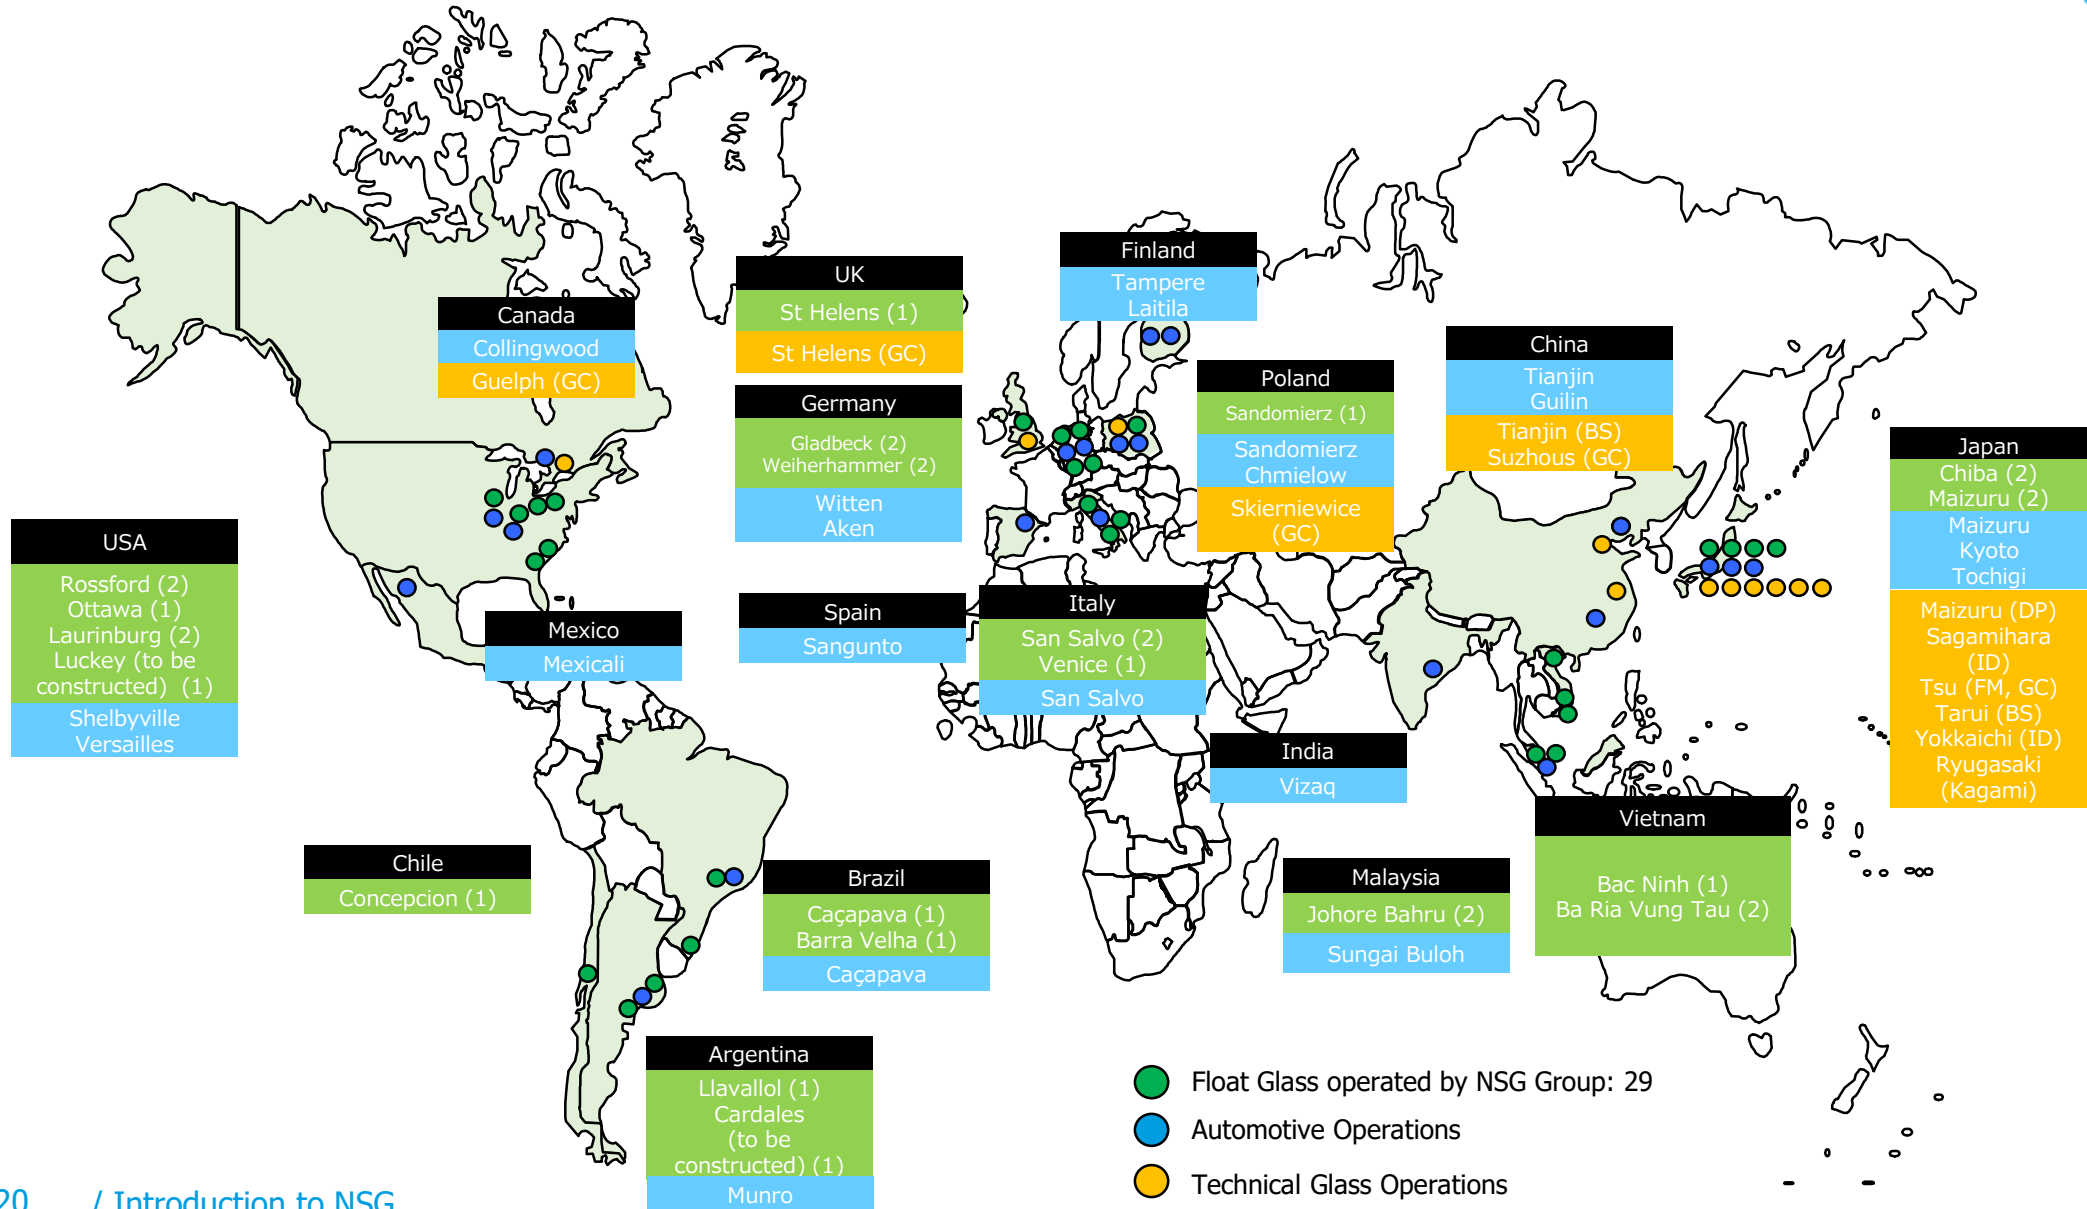 Finland
Tampere
Laitila
UK
St Helens (1)
St Helens (GC)
Canada
Collingwood
Guelph (GC)
China
Tianjin
Guilin
Tianjin (BS)
Suzhous (GC)
Poland
Sandomierz (1)
Sandomierz
Chmielow
Skierniewice
(GC)
Germany
Gladbeck (2)
Weiherhammer (2)
Witten
Aken
Japan
Chiba (2)
Maizuru (2)
Maizuru
Kyoto
Tochigi
Maizuru (DP)
Sagamihara
(ID)
Tsu (FM, GC)
Tarui (BS)
Yokkaichi (ID)
Ryugasaki
(Kagami)
USA
Rossford (2)
Ottawa (1)
Laurinburg (2)
Luckey (to be
constructed) (1)
Shelbyville
Versailles
Mexico
Mexicali
Spain
Sangunto
Italy
San Salvo (2)
Venice (1)
San Salvo
India
Vizaq
Vietnam
Bac Ninh (1)
Ba Ria Vung Tau (2)
Chile
Concepcion (1)
Brazil
Caçapava (1)
Barra Velha (1)
Caçapava
Malaysia
Johore Bahru (2)
Sungai Buloh
Argentina
Llavallol (1)
Cardales
(to be
constructed) (1)
Munro
Float Glass operated by NSG Group: 29
Automotive Operations
Technical Glass Operations
20 / Introduction to NSG